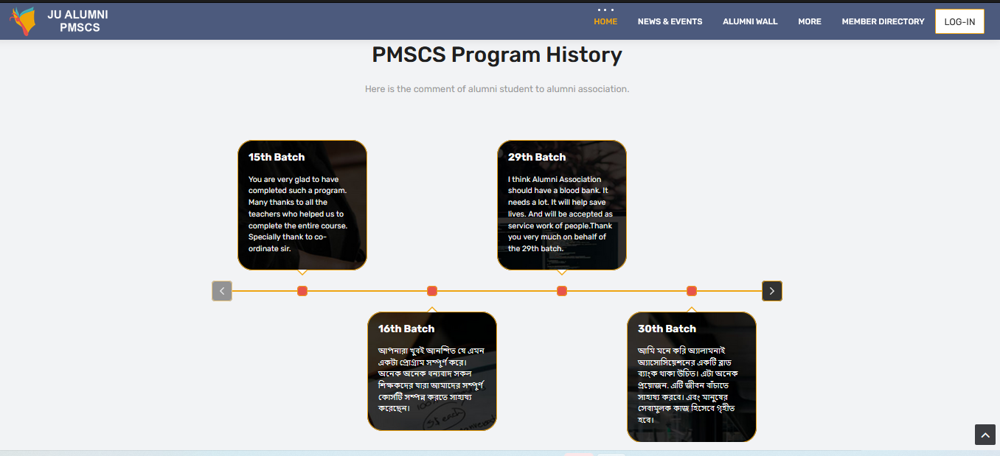 JU ALUMNI
PMSCS
HOME
NEWS & EVENTS
ALUMNI WALL
MORE
MEMBER DIRECTORY
LOG-IN
PMSCS Program History
Here is the comment of alumni student to alumni association.
15th Batch
You are very glad to have
completed such a program.
Many thanks to all the
teachers who helped us to
complete the entire course.
Specially thank to co-
ordinate sir.
29th Batch
I think Alumni Association
should have a blood bank. It
needs a lot. It will help save
lives. And will be accepted as
service work of people.Thank
you very much on behalf of
the 29th batch.
16th Batch
আপনারা খুবই আনন্দিত যে এমন
একটা প্রোগ্রাম সম্পূর্ণ করে।
অনেক অনেক ধন্যবাদ সকল
শিক্ষকদের যারা আমাদের সম্পূর্ণ
কোর্সটি সম্পন্ন করতে সাহায্য
করেছেন।
30th Batch
আমি মনে করি অ্যালামনাই
অ্যাসোসিয়েশনের একটি ব্লাড
ব্যাংক থাকা উচিত। এটা অনেক
প্রয়োজন. এটি জীবন বাঁচাতে
সাহায্য করবে। এবং মানুষের
সেবামূলক কাজ হিসেবে গৃহীত
হবে।